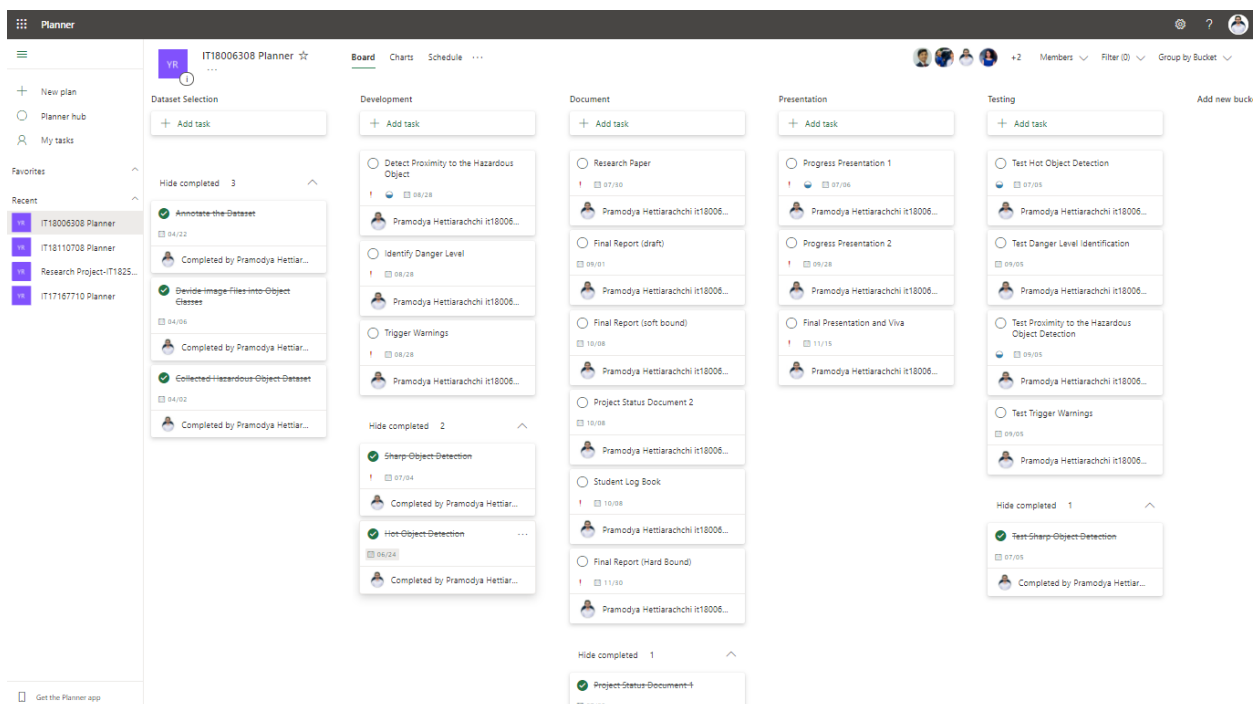 Planner
?
IT18006308 Planner
YR
...
Board Charts Schedule ...
+2 Members Filter (0) Group by Bucket
New plan
Planner hub
My tasks
Favorites
Recent
YR IT18006308 Planner
YR IT18110708 Planner
YR Research Project-IT1825...
YR IT17167710 Planner
Get the Planner app
Dataset Selection
+ Add task
Hide completed 3
Annotate the Dataset
04/22
Completed by Pramodya Hettiar...
Devide Image Files into Object
Classes
04/06
Completed by Pramodya Hettiar...
Collected Hazardous Object Dataset
04/02
Completed by Pramodya Hettiar...
Development
+ Add task
Detect Proximity to the Hazardous
Object
! 08/28
Pramodya Hettiarachchi it18006...
Identify Danger Level
! 08/28
Pramodya Hettiarachchi it18006...
Trigger Warnings
! 08/28
Pramodya Hettiarachchi it18006...
Hide completed 2
Sharp Object Detection
! 07/04
Completed by Pramodya Hettiar...
Hot Object Detection ...
06/24
Completed by Pramodya Hettiar...
Document
+ Add task
Research Paper
! 07/30
Pramodya Hettiarachchi it18006...
Final Report (draft)
09/01
Pramodya Hettiarachchi it18006...
Final Report (soft bound)
10/08
Pramodya Hettiarachchi it18006...
Project Status Document 2
10/08
Pramodya Hettiarachchi it18006...
Student Log Book
! 10/08
Pramodya Hettiarachchi it18006...
Final Report (Hard Bound)
! 11/30
Pramodya Hettiarachchi it18006...
Hide completed 1
Project Status Document 1
Presentation
+ Add task
Progress Presentation 1
! 07/06
Pramodya Hettiarachchi it18006...
Progress Presentation 2
! 09/28
Pramodya Hettiarachchi it18006...
Final Presentation and Viva
! 11/15
Pramodya Hettiarachchi it18006...
Testing
+ Add task
Test Hot Object Detection
07/05
Pramodya Hettiarachchi it18006...
Test Danger Level Identification
09/05
Pramodya Hettiarachchi it18006...
Test Proximity to the Hazardous
Object Detection
09/05
Pramodya Hettiarachchi it18006...
Test Trigger Warnings
09/05
Pramodya Hettiarachchi it18006...
Hide completed 1
Test Sharp Object Detection
07/05
Completed by Pramodya Hettiar...
Add new bucke